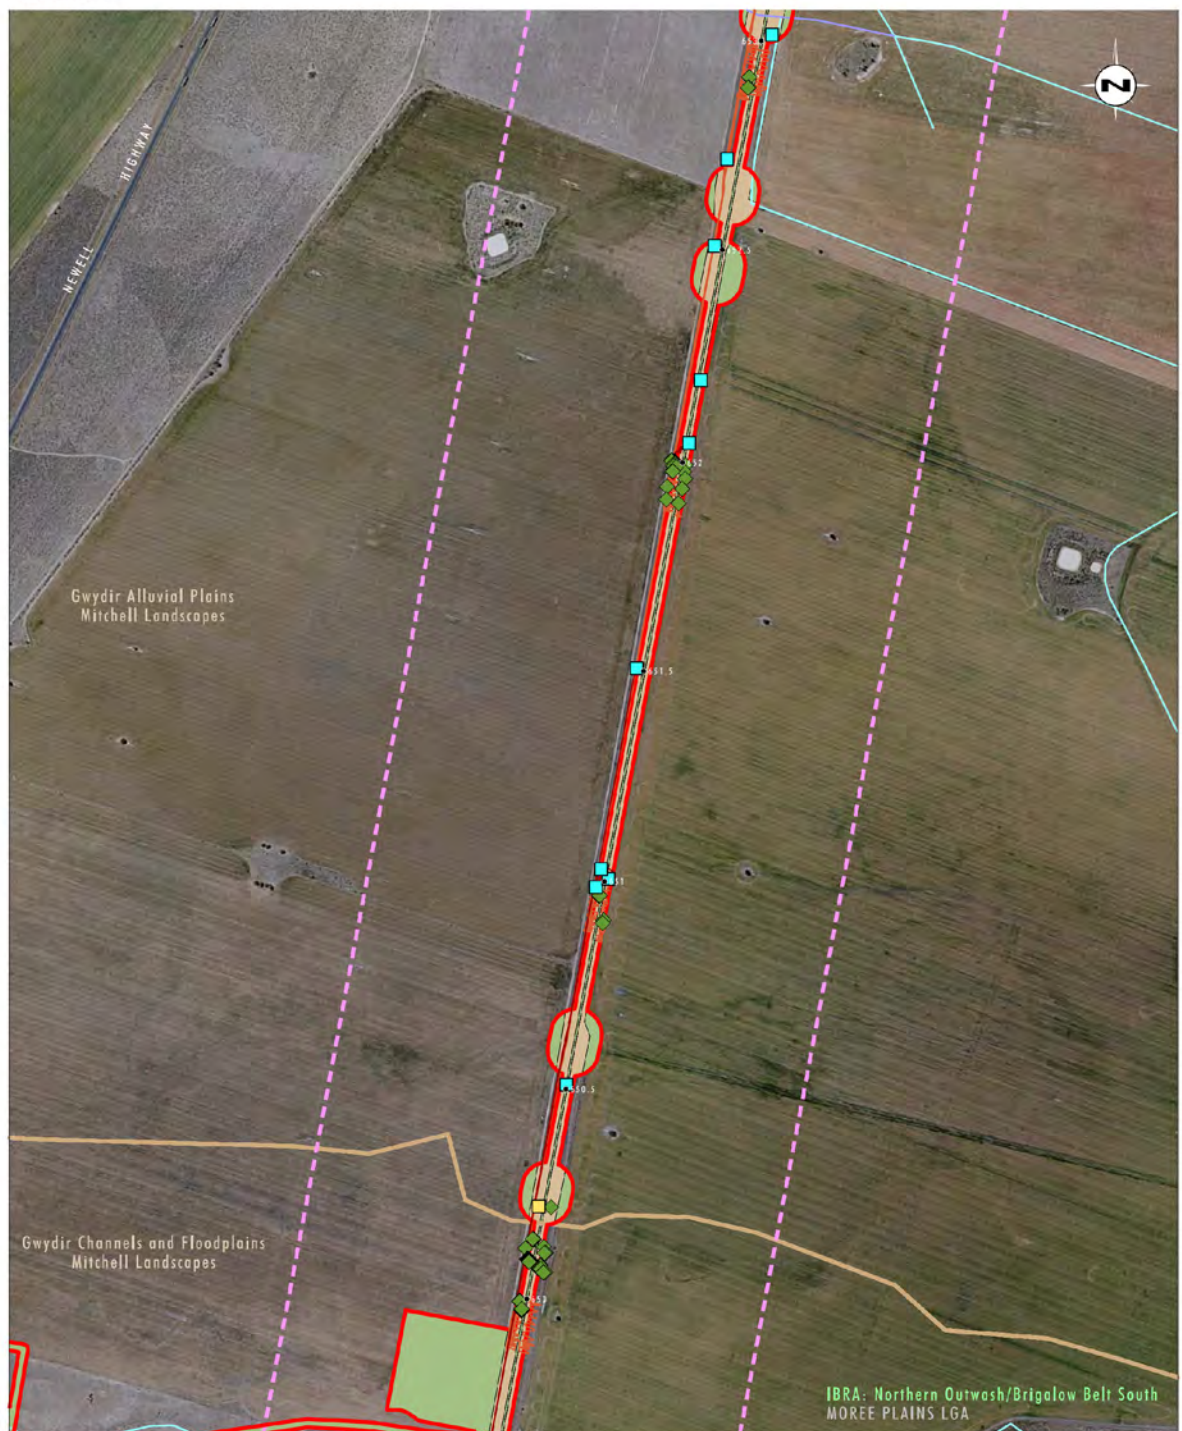 N
HIGHWAY
NEWELL
652
651.5
Gwydir Alluvial Plains
Mitchell Landscapes
Gwydir Channels and Floodplains
Mitchell Landscapes
IBRA: Northern Outwash/Brigalow Belt South
MOREE PLAINS LGA